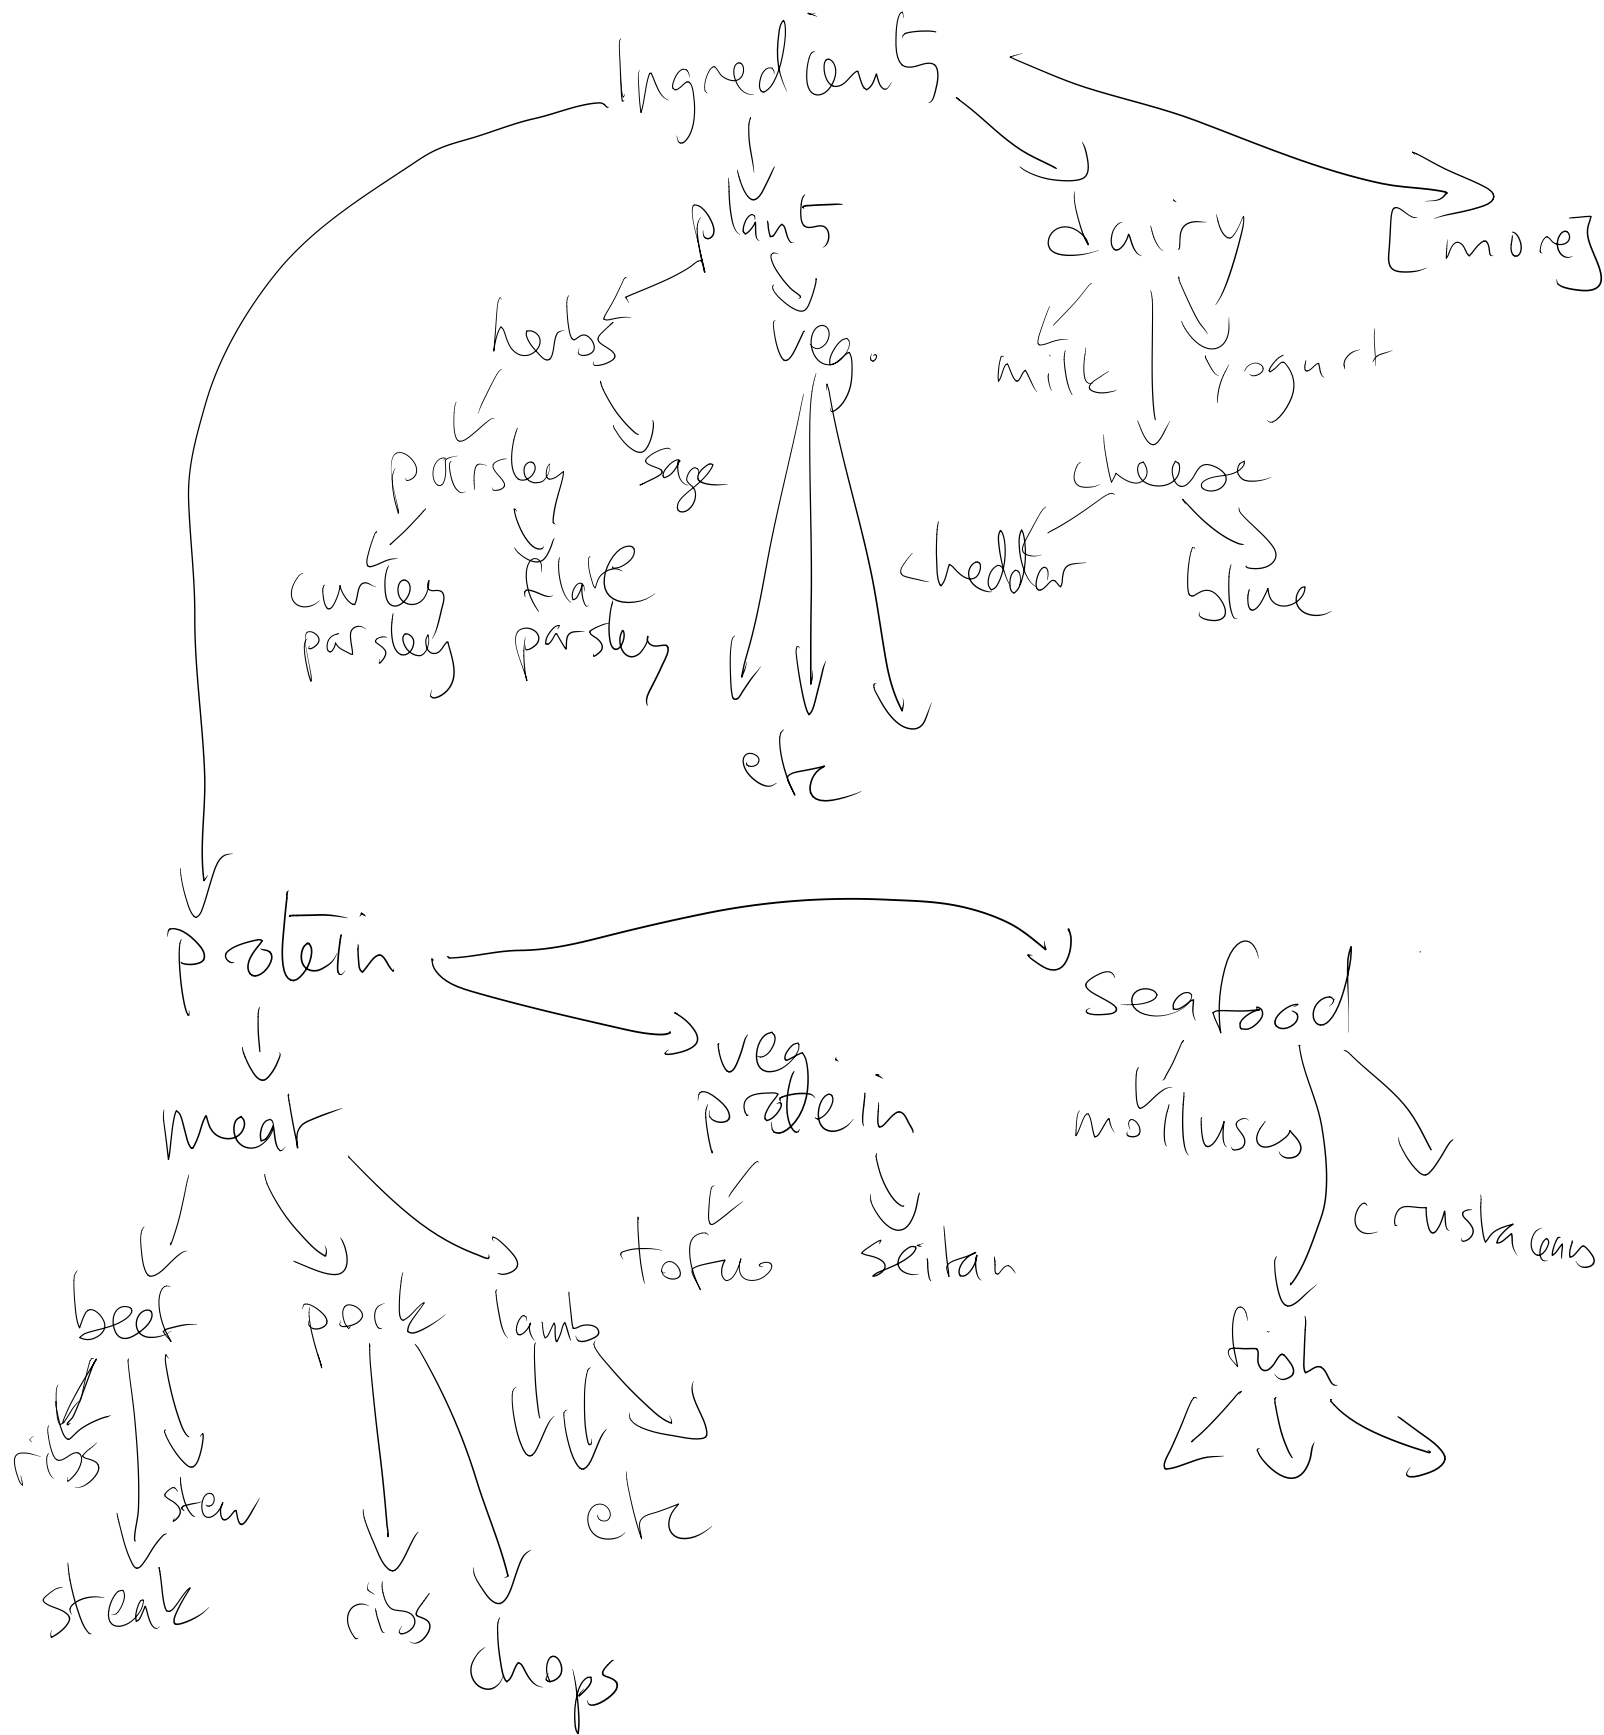 Ingredients
plants
dairy
[more]
herbs
veg.
milk
yogurt
parsley
sage
cheese
curley
parsley
parsley
cheddar
blue
etc
protein
seafood
veg.
protein
meat
molluscs
crustaceans
tofu
seitan
beef
pork
lamb
fish
ribs
stew
etc
steak
ribs
chops